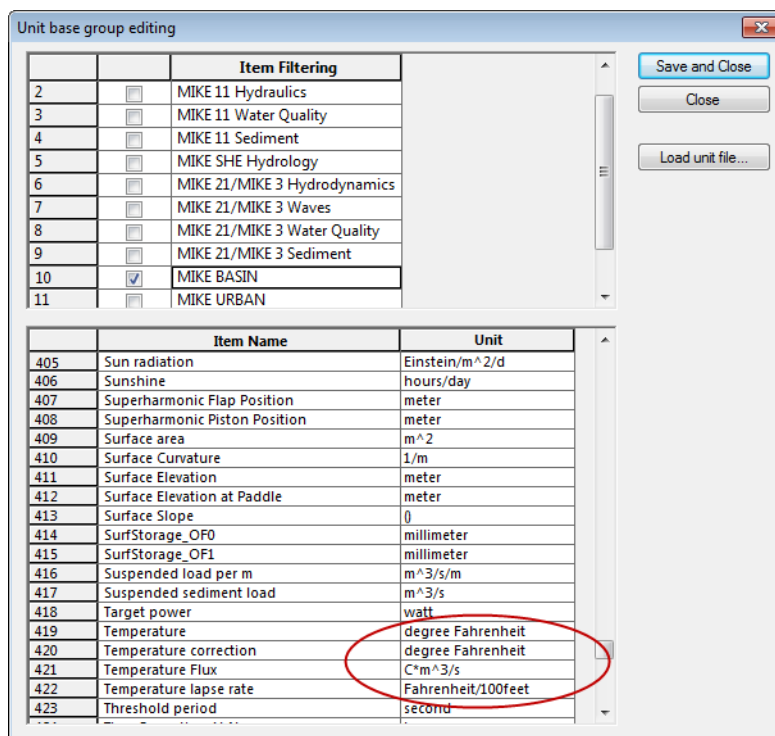 Unit base group editing
Item Filtering
2 MIKE 11 Hydraulics
3 MIKE 11 Water Quality
4 MIKE 11 Sediment
5 MIKE SHE Hydrology
6 MIKE 21/MIKE 3 Hydrodynamics
7 MIKE 21/MIKE 3 Waves
8 MIKE 21/MIKE 3 Water Quality
9 MIKE 21/MIKE 3 Sediment
10 MIKE BASIN
11 MIKE URBAN
Save and Close
Close
Load unit file...
Item Name Unit
405 Sun radiation Einstein/m^2/d
406 Sunshine hours/day
407 Superharmonic Flap Position meter
408 Superharmonic Piston Position meter
409 Surface area m^2
410 Surface Curvature 1/m
411 Surface Elevation meter
412 Surface Elevation at Paddle meter
413 Surface Slope ()
414 SurfStorage_OF0 millimeter
415 SurfStorage_OF1 millimeter
416 Suspended load per m m^3/s/m
417 Suspended sediment load m^3/s
418 Target power watt
419 Temperature degree Fahrenheit
420 Temperature correction degree Fahrenheit
421 Temperature Flux C*m^3/s
422 Temperature lapse rate Fahrenheit/100feet
423 Threshold period second